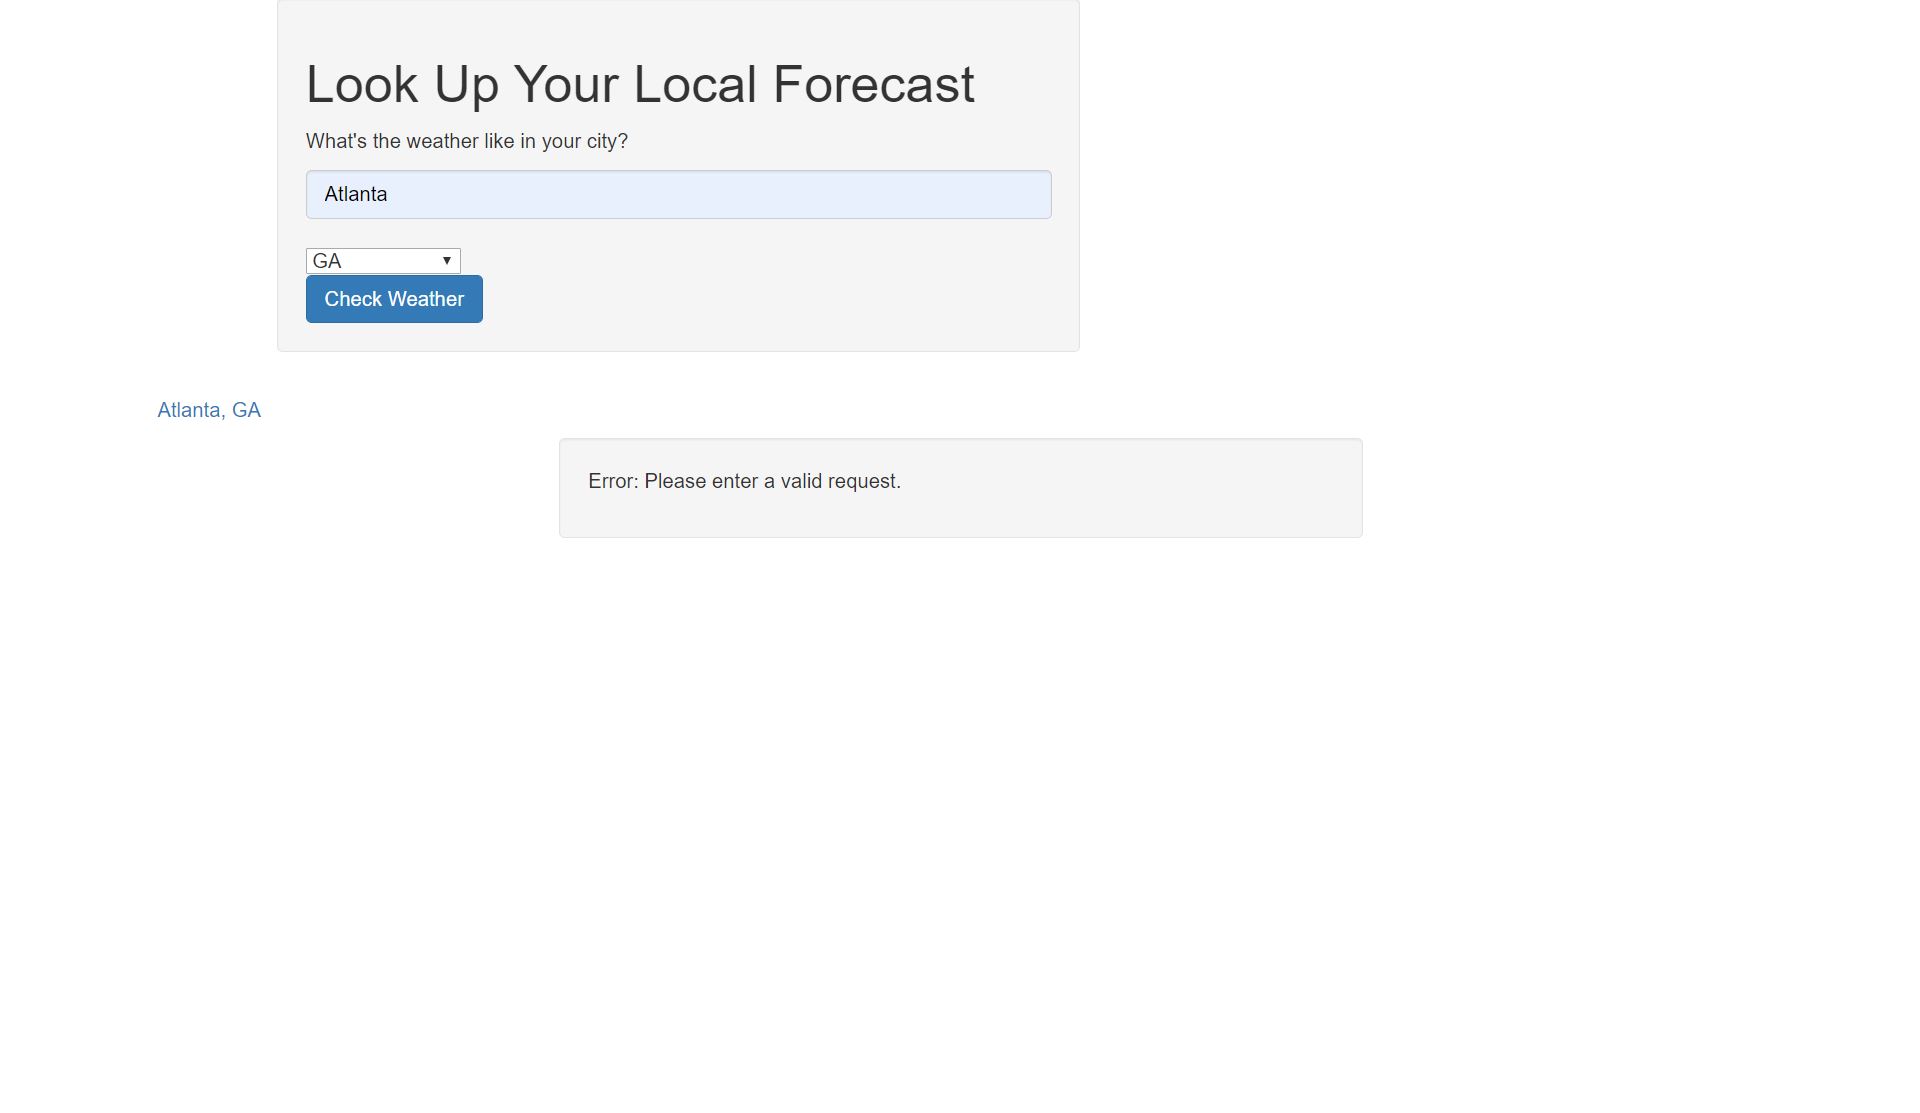 Look Up Your Local Forecast
What's the weather like in your city?
Atlanta
GA
Check Weather
Atlanta, GA
Error: Please enter a valid request.